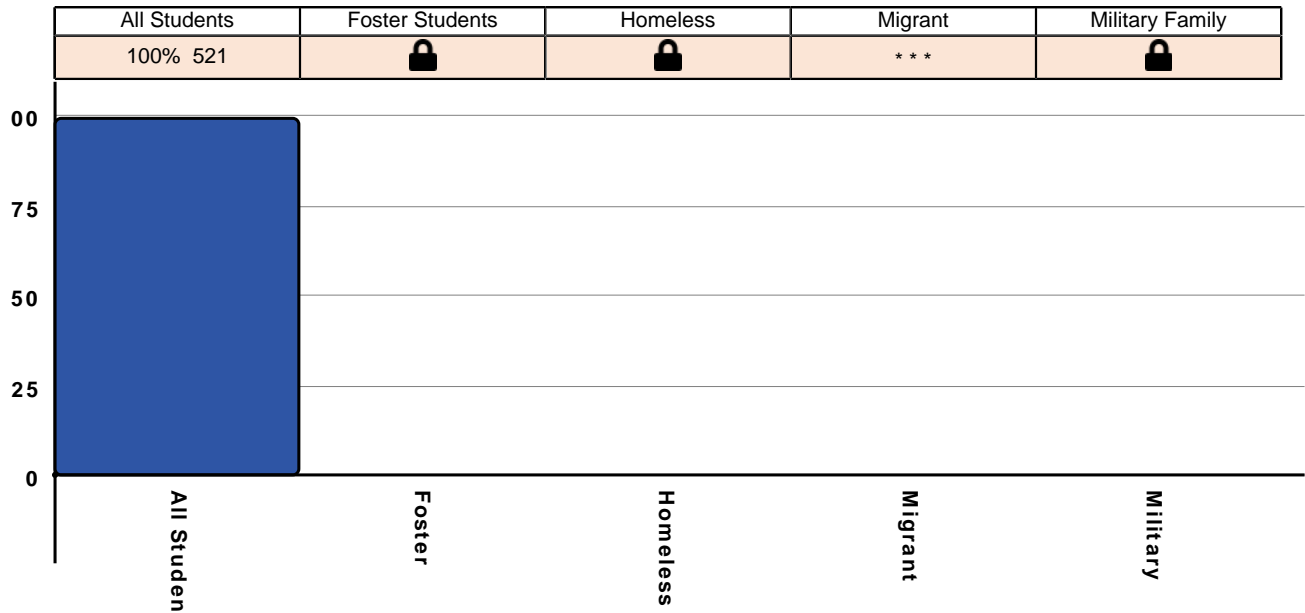 All Students Foster Students Homeless Migrant Military Family
100% 521 * * *
00
75
50
25
0
All Studen
Foster
Homeless
Migrant
Military